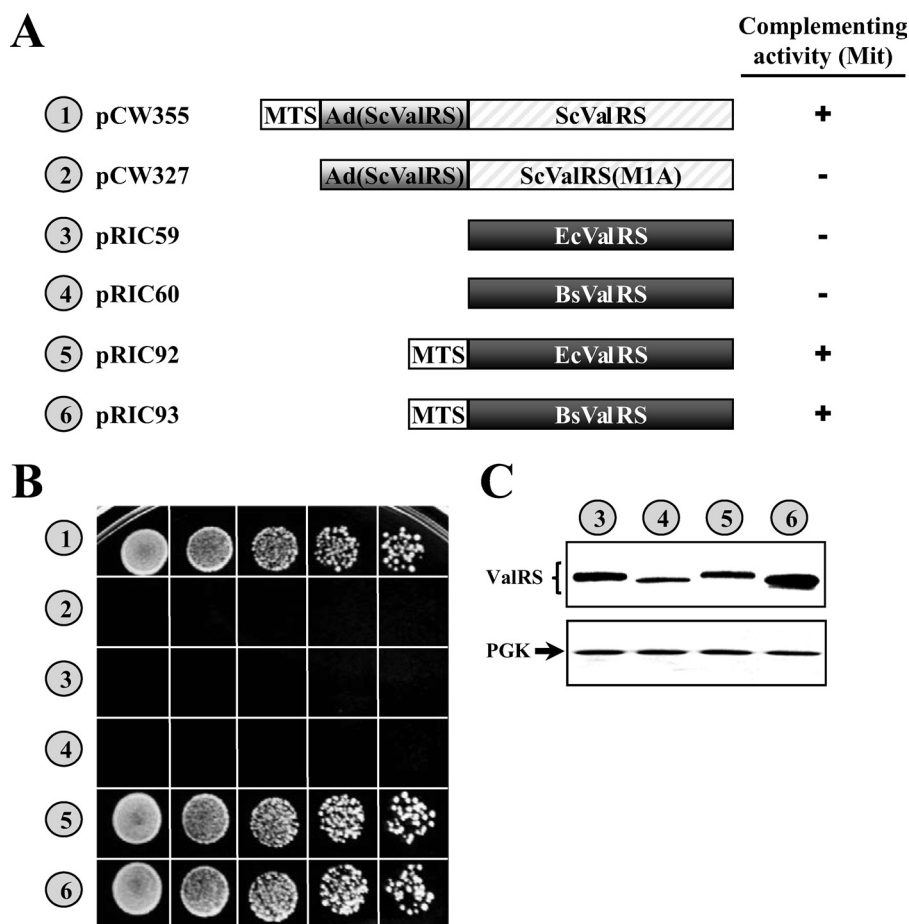 A
Complementing
activity (Mit)
1 pCW355 MTS Ad(ScValRS) ScValRS +
2 pCW327 Ad(ScValRS) ScValRS(M1A) -
3 pRIC59 EcValRS -
4 pRIC60 BsValRS -
5 pRIC92 MTS EcValRS +
6 pRIC93 MTS BsValRS +
B
1
2
3
4
5
6
C
3 4 5 6
ValRS
PGK